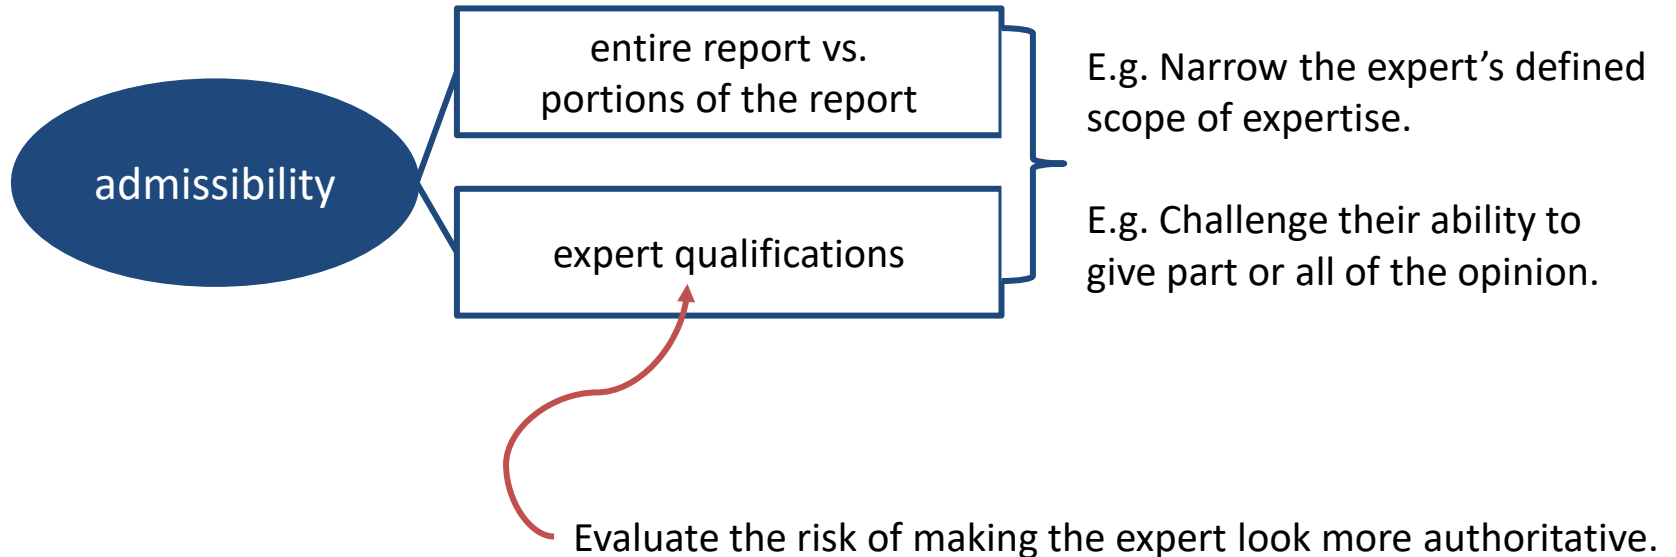 admissibility
entire report vs.
portions of the report
expert qualifications
E.g. Narrow the expert’s defined
scope of expertise.
E.g. Challenge their ability to
give part or all of the opinion.
Evaluate the risk of making the expert look more authoritative.